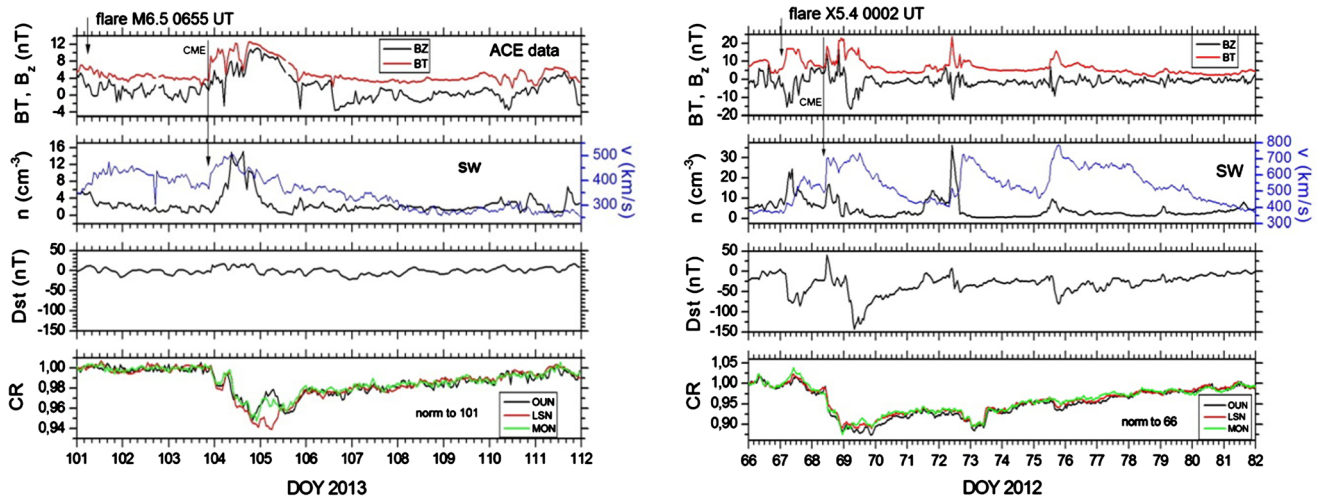 flare M6.5 0655 UT
BT, Bz (nT)
12
8
4
0
-4
CME
BZ
BT
ACE data
n (cm-3)
16
12
8
4
0
SW
500
400
300
v (km/s)
Dst (nT)
50
0
-50
-100
-150
CR
1,00
0,98
0,96
0,94
norm to 101
OUN
LSN
MON
101 102 103 104 105 106 107 108 109 110 111 112
DOY 2013
flare X5.4 0002 UT
BT, Bz (nT)
20
10
0
-10
-20
CME
BZ
BT
n (cm-3)
30
20
10
0
SW
800
700
600
500
400
300
v (km/s)
Dst (nT)
50
0
-50
-100
-150
CR
1,05
1,00
0,95
0,90
norm to 66
OUN
LSN
MON
66 67 68 69 70 71 72 73 74 75 76 77 78 79 80 81 82
DOY 2012